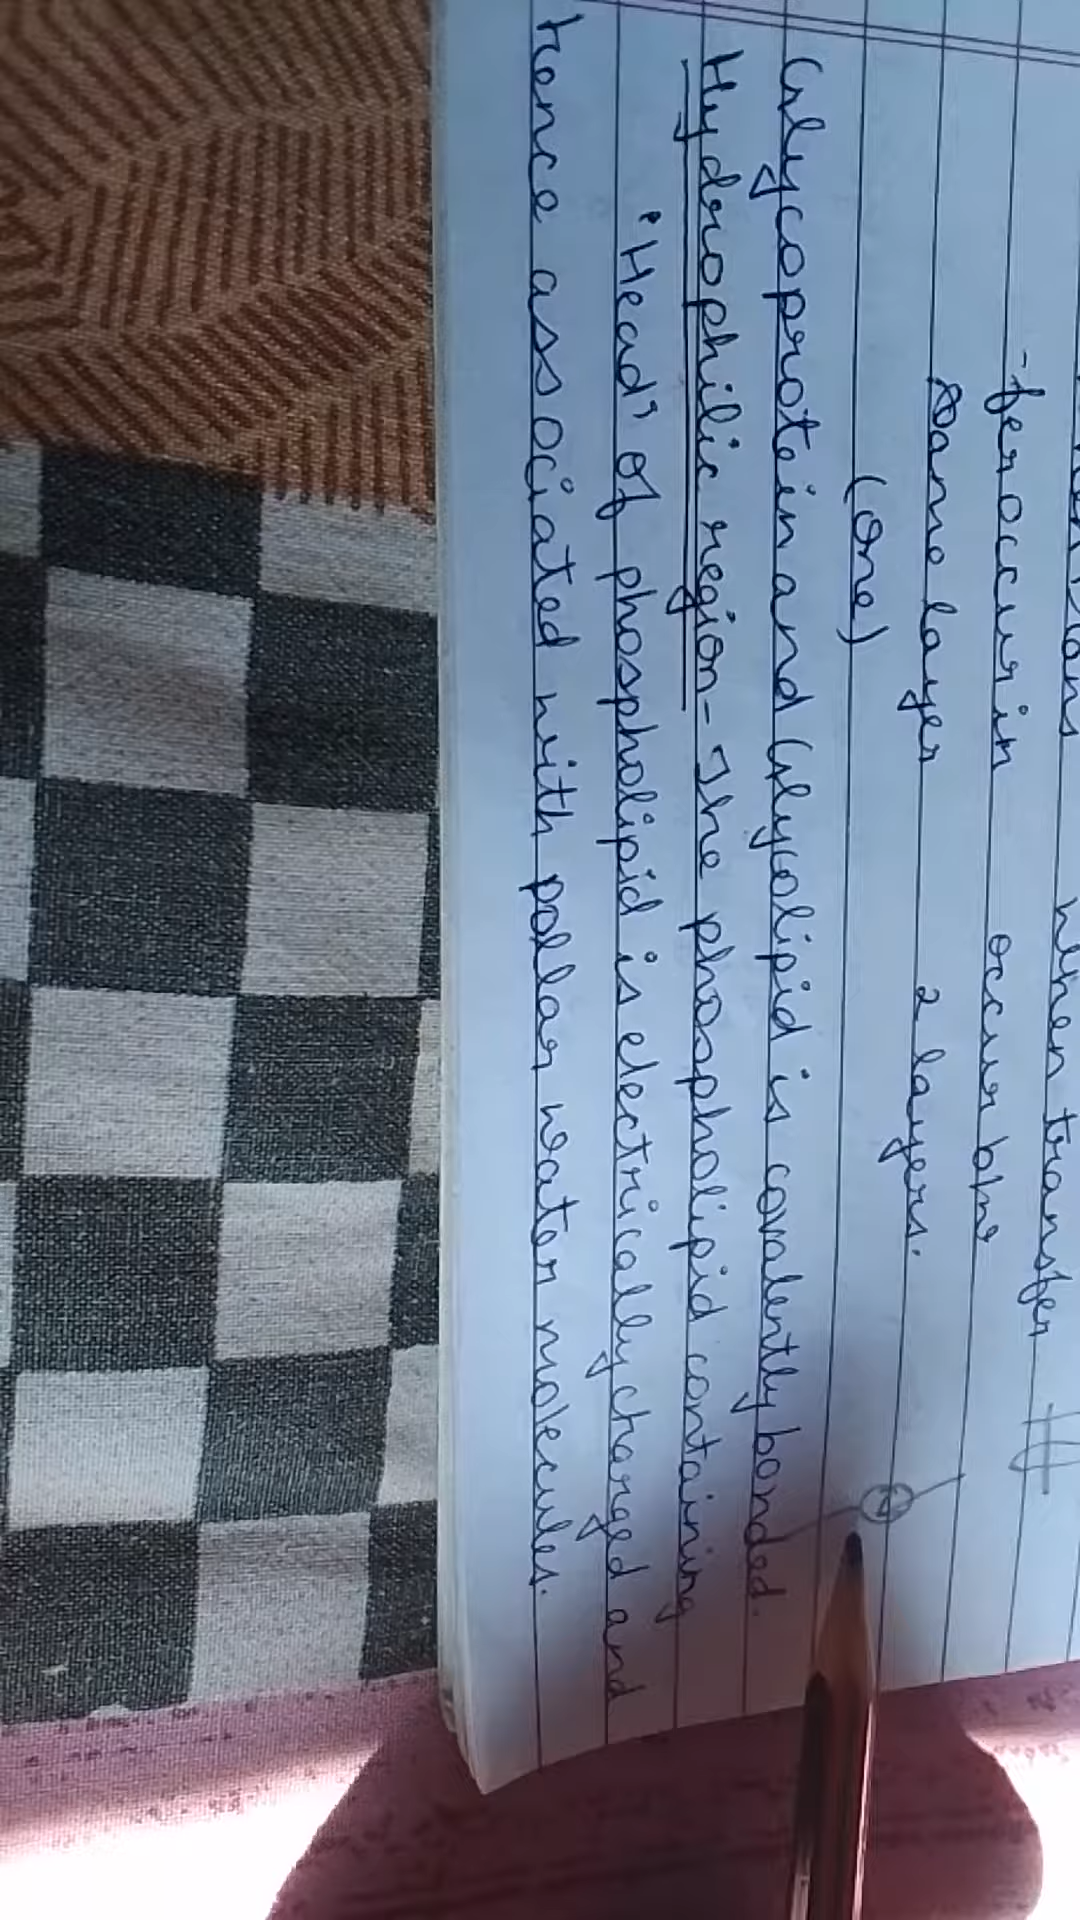 when transfer
-fer occur in occur b/w
same layer 2 layers.
(one)
Glycoprotein and Glycolipid is covalently bonded.
Hydrophilic region - The phospholipid containing
"Head" of phospholipid is electrically charged and
hence associated with pollar water molecules.